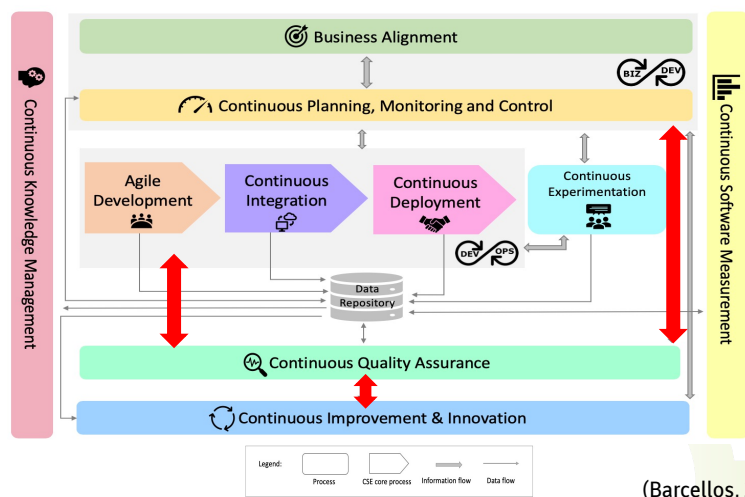 Business Alignment
BIZ DEV
Continuous Planning, Monitoring and Control
Continuous Knowledge Management
Continuous Software Measurement
Agile
Development
Continuous
Integration
Continuous
Deployment
Continuous
Experimentation
DEV OPS
Data
Repository
Continuous Quality Assurance
Continuous Improvement & Innovation
Legend:
Process
CSE core process
Information flow
Data flow
(Barcellos,